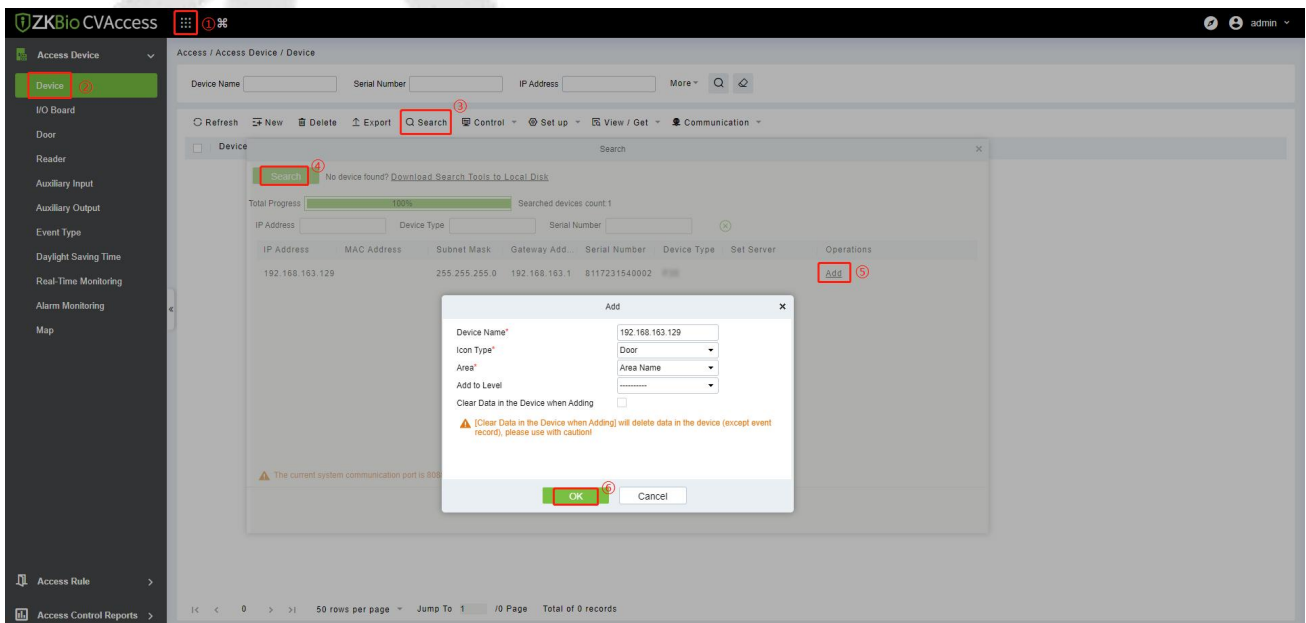 ZKBio CVAccess ① ⌘ admin
Access Device
Access / Access Device / Device
Device ②
Device Name Serial Number IP Address More
I/O Board
③
Refresh New Delete Export Search Control Set up View / Get Communication
Door
Device
Search ×
Reader
④
Search No device found? Download Search Tools to Local Disk
Auxiliary Input
Total Progress 100% Searched devices count:1
Auxiliary Output
IP Address Device Type Serial Number
Event Type
IP Address MAC Address Subnet Mask Gateway Add... Serial Number Device Type Set Server Operations
Daylight Saving Time
192.168.163.129 255.255.255.0 192.168.163.1 8117231540002 Add ⑤
Real-Time Monitoring
Alarm Monitoring
Map
Add ×
Device Name* 192.168.163.129
Icon Type* Door
Area* Area Name
Add to Level ----------
Clear Data in the Device when Adding
[Clear Data in the Device when Adding] will delete data in the device (except event
record), please use with caution!
The current system communication port is
OK ⑥ Cancel
Access Rule >
Access Control Reports >
|< < 0 > >| 50 rows per page Jump To 1 /0 Page Total of 0 records